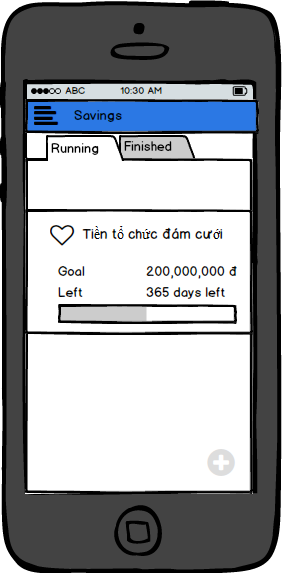 ABC 10:30 AM
Savings
Running Finished
Tiền tổ chức đám cưới
Goal 200,000,000 đ
Left 365 days left